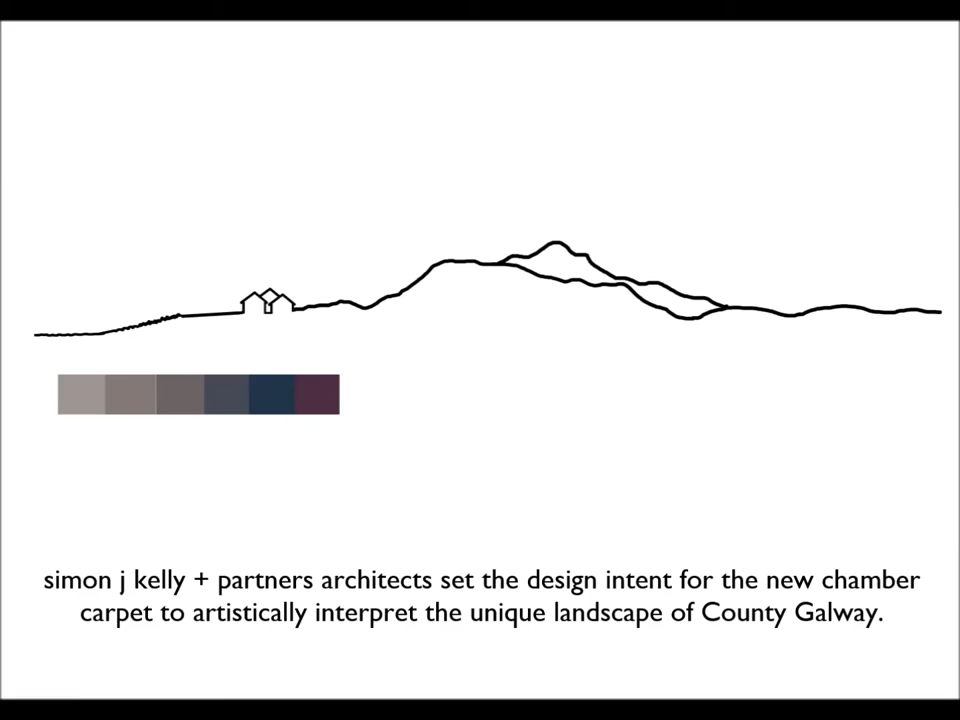 simon j kelly + partners architects set the design intent for the new chamber
carpet to artistically interpret the unique landscape of County Galway.